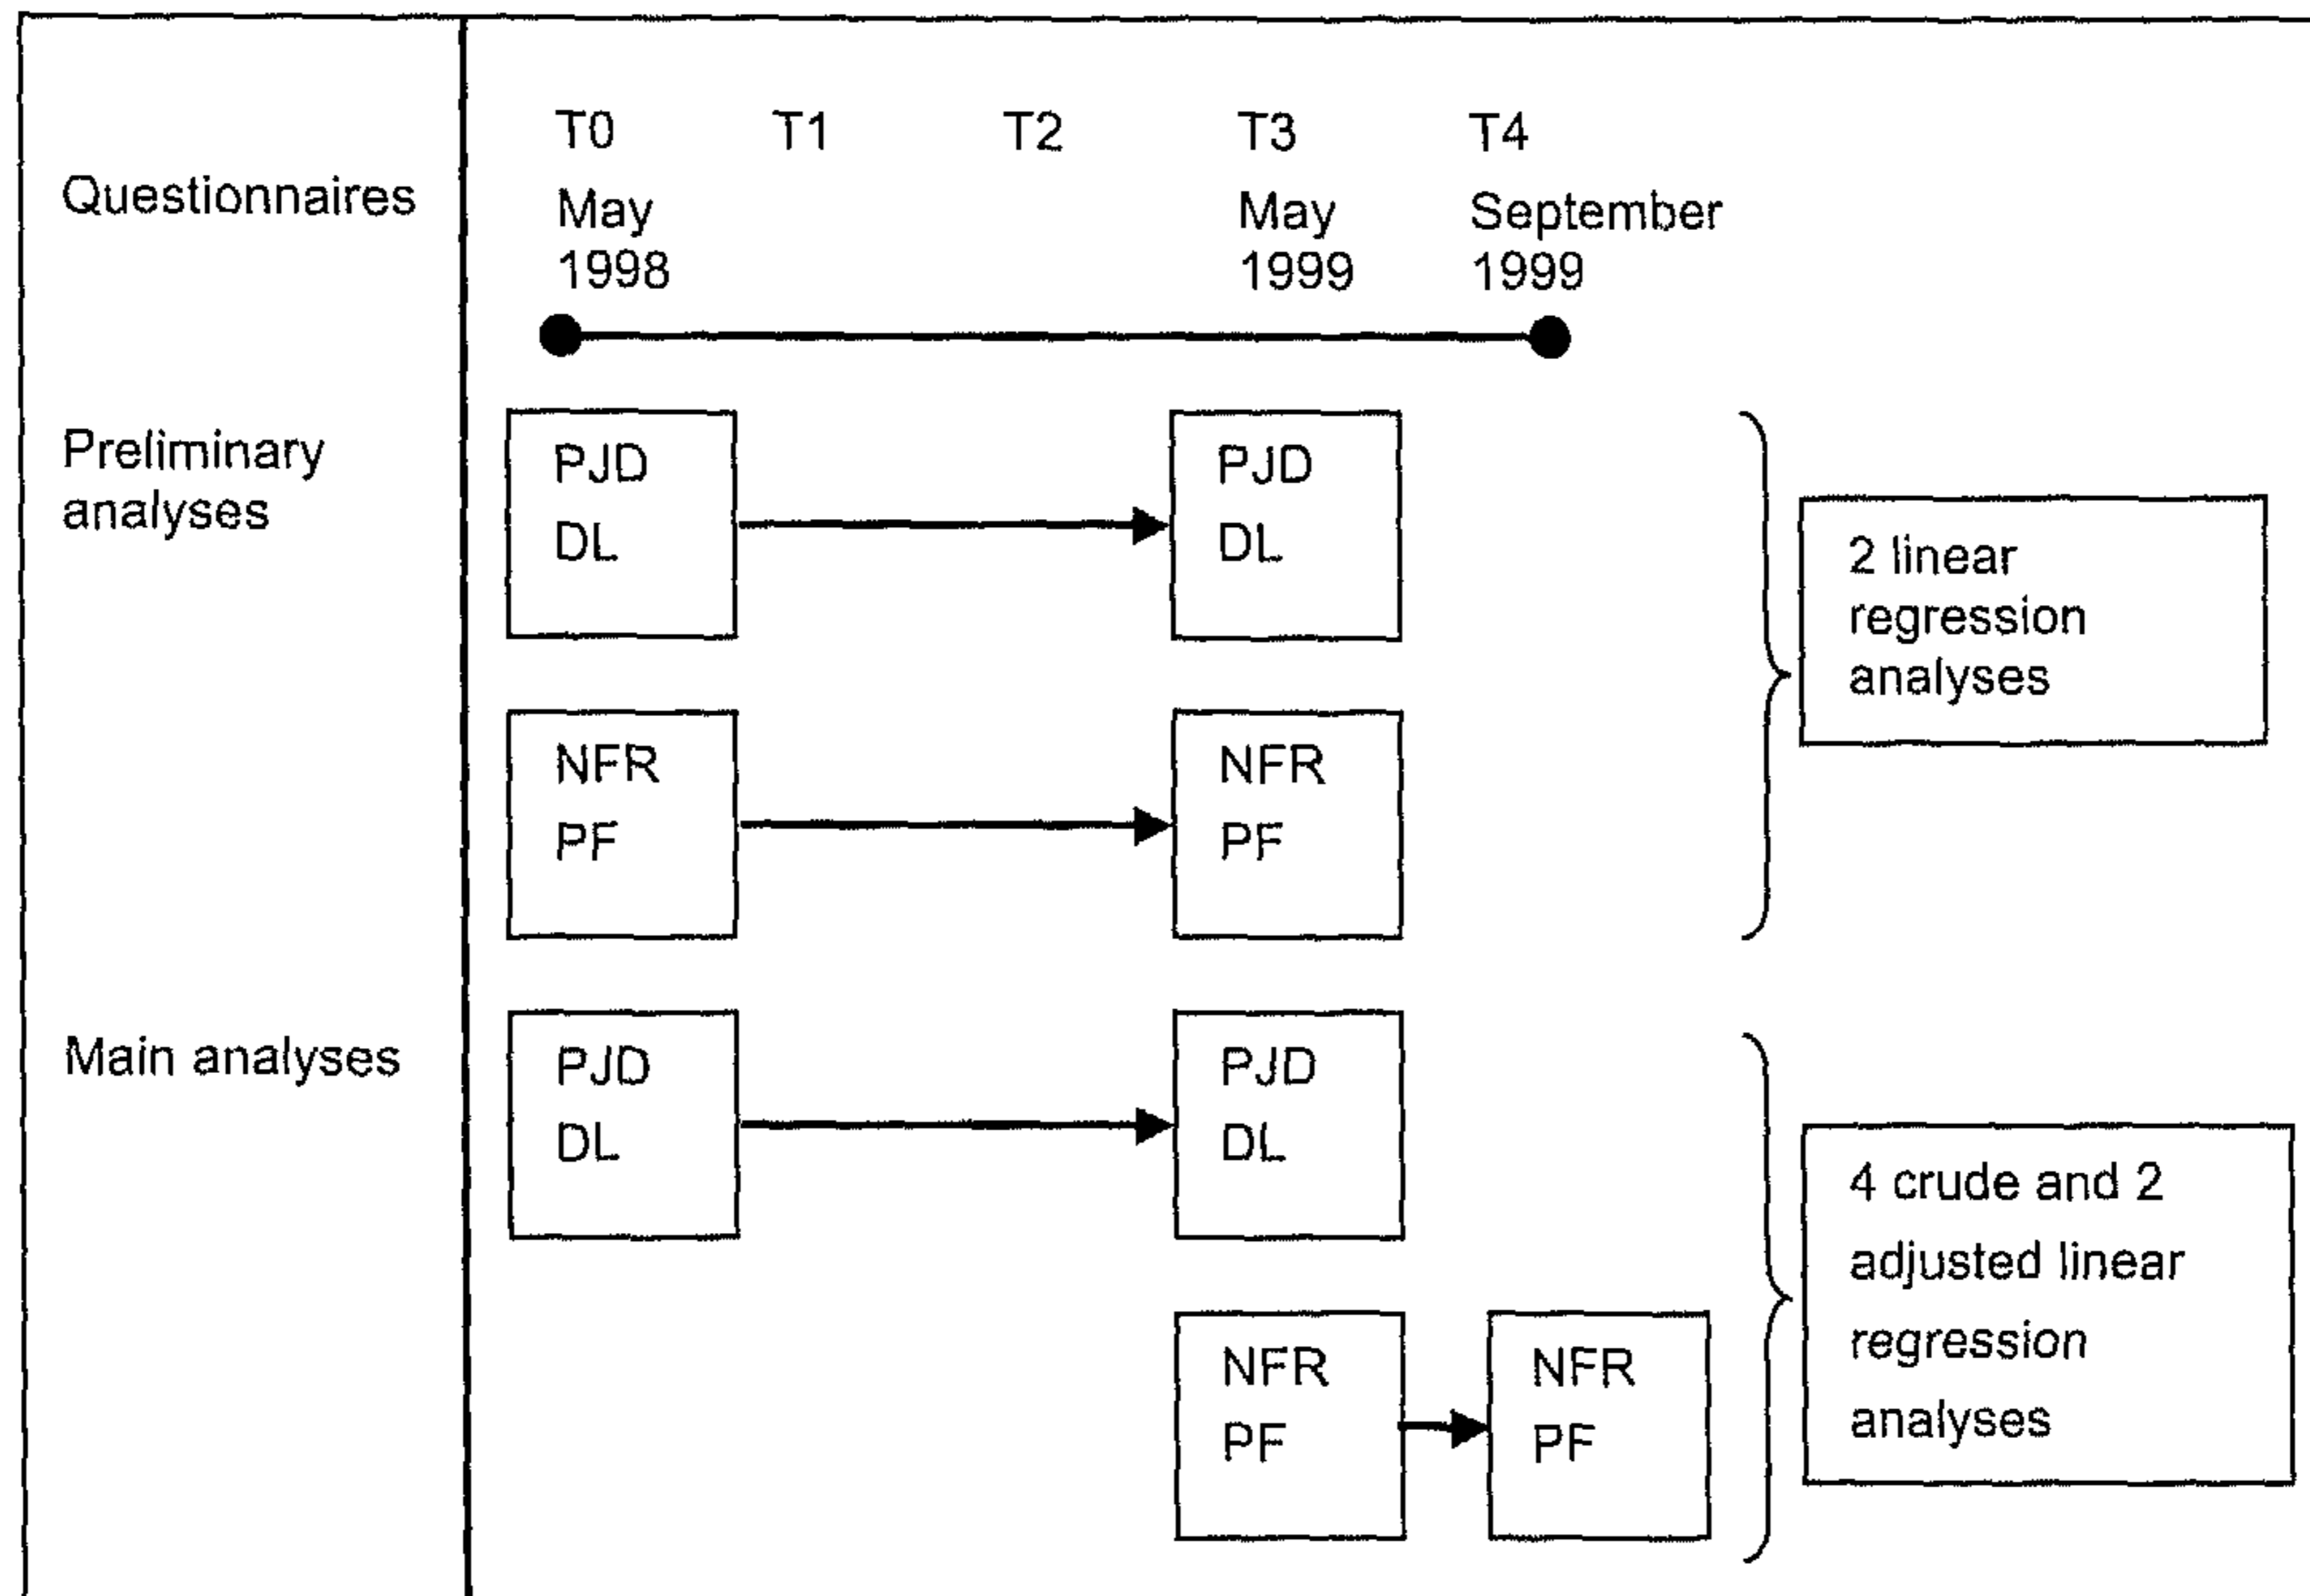 Questionnaires
T0 T1 T2 T3 T4
May May September
1998 1999 1999
Preliminary
analyses
PJD PJD
DL DL
NFR NFR
PF PF
2 linear
regression
analyses
Main analyses
PJD PJD
DL DL
NFR NFR
PF PF
4 crude and 2
adjusted linear
regression
analyses